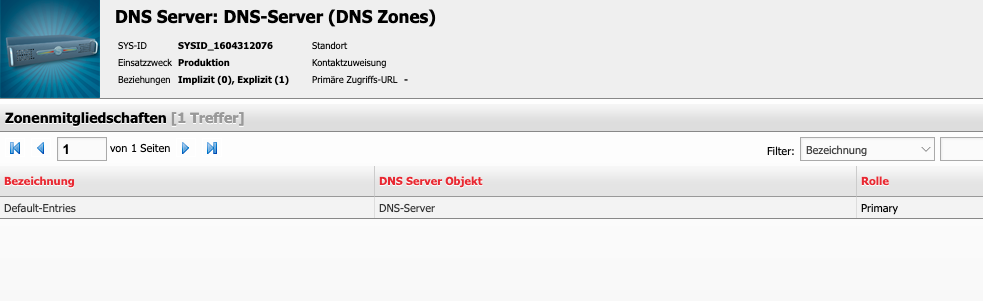 DNS Server: DNS-Server (DNS Zones)
SYS-ID SYSID_1604312076 Standort
Einsatzzweck Produktion Kontaktzuweisung
Beziehungen Implizit (0), Explizit (1) Primäre Zugriffs-URL -
Zonenmitgliedschaften [1 Treffer]
1 von 1 Seiten Filter: Bezeichnung
Bezeichnung DNS Server Objekt Rolle
Default-Entries DNS-Server Primary